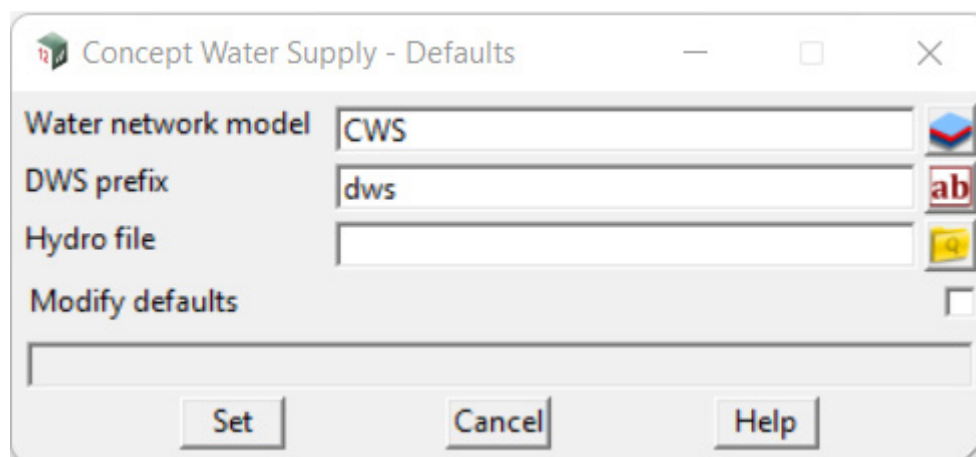 Concept Water Supply - Defaults
Water network model CWS
DWS prefix dws ab
Hydro file Q
Modify defaults
Set Cancel Help